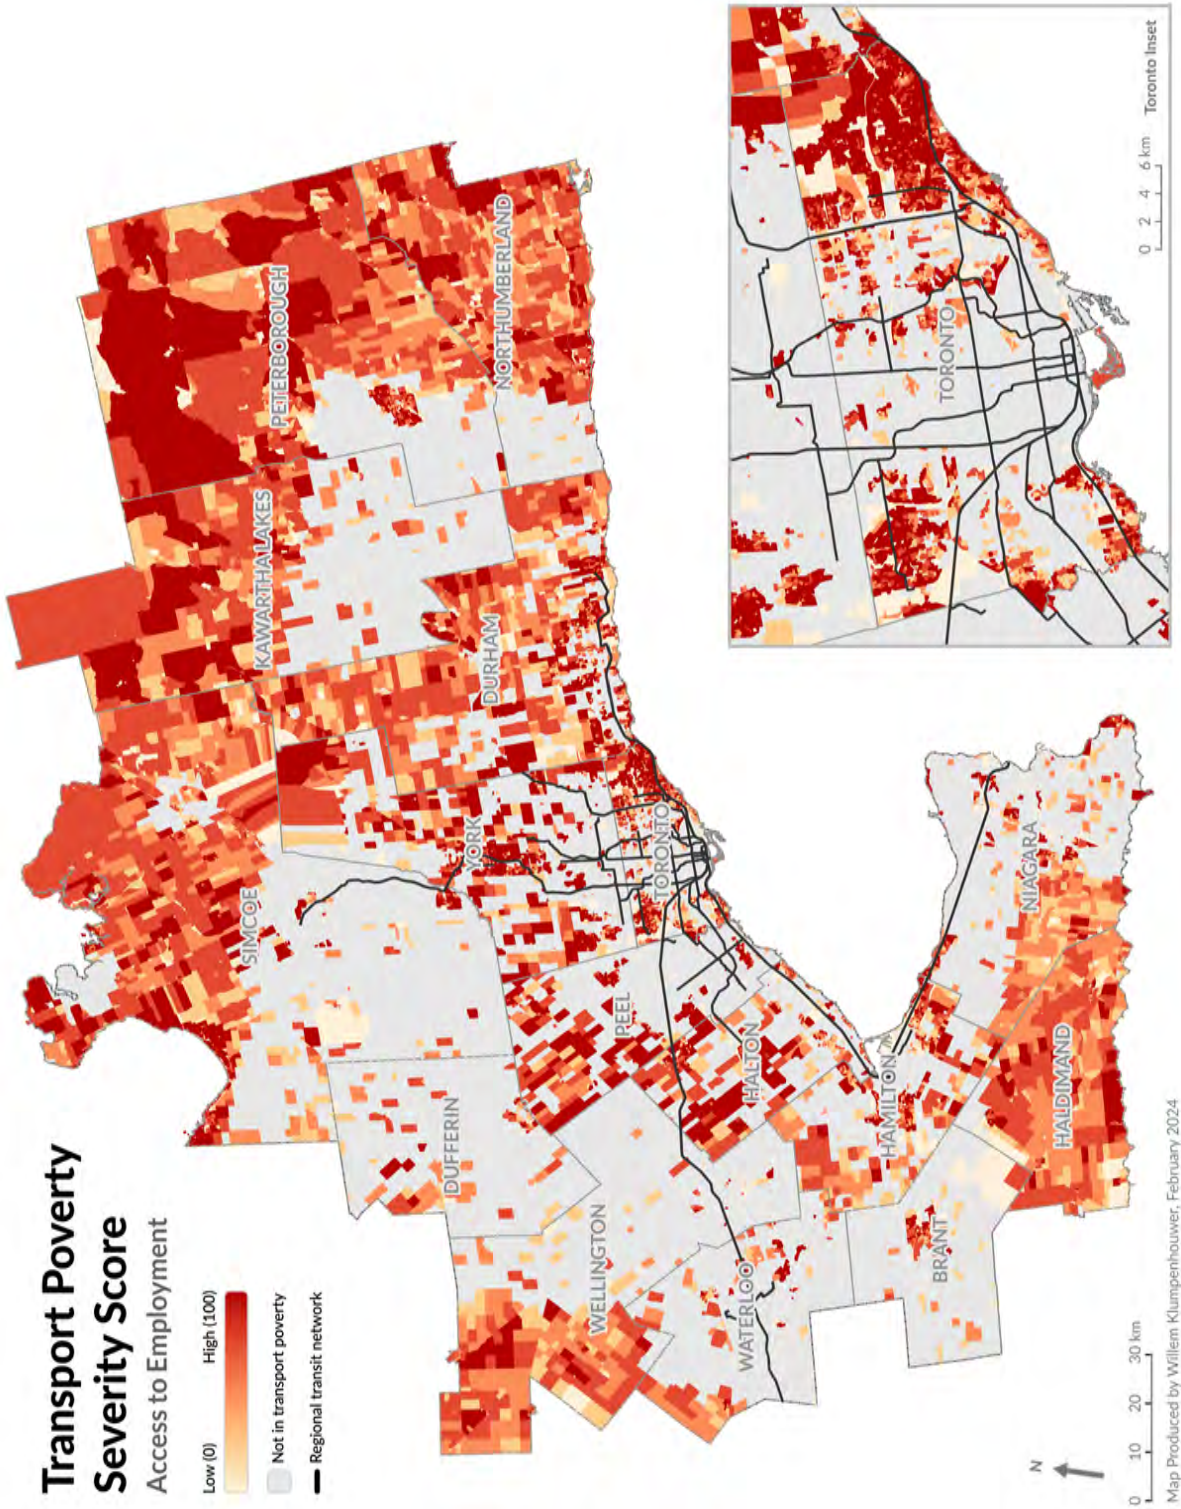 Transport Poverty
Severity Score
Access to Employment
Low (0) High (100)
Not in transport poverty
Regional transit network
PETERBOROUGH
NORTHUMBERLAND
KAWARTHA LAKES
DURHAM
SIMCOE
YORK
TORONTO
DUFFERIN
PEEL
HALTON
WELLINGTON
WATERLOO
HAMILTON
BRANT
HALDIMAND
NIAGARA
TORONTO
0 2 4 6 km
Toronto Inset
N
0 10 20 30 km
Map Produced by Willem Klumpenhouwer, February 2024